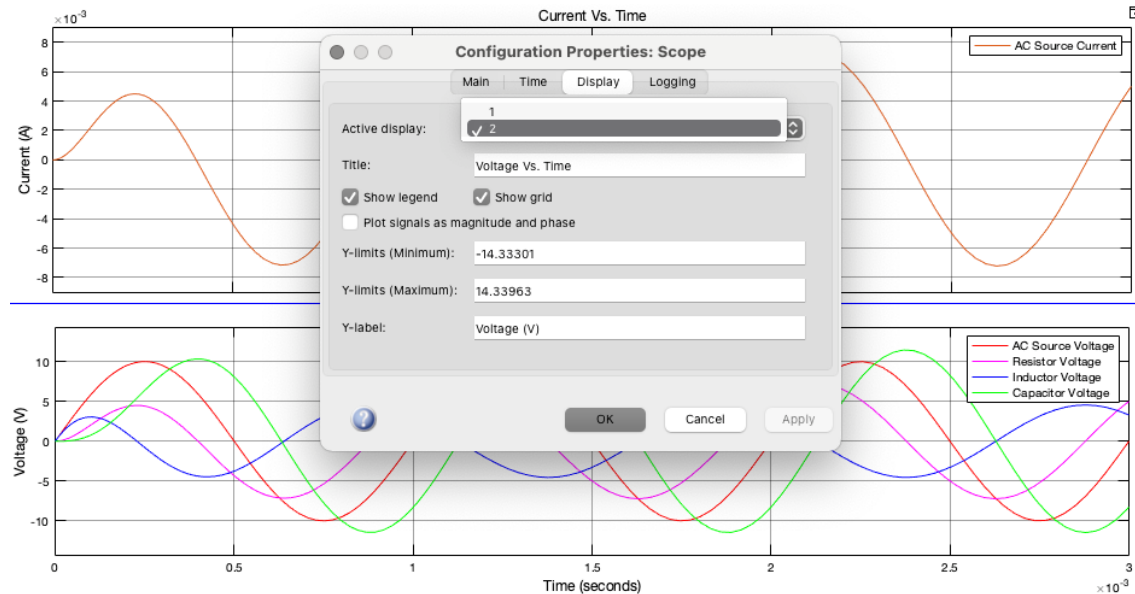 Current Vs. Time
×10-3
AC Source Current
8
6
4
2
0
-2
-4
-6
-8
Current (A)
Configuration Properties: Scope
Main Time Display Logging
Active display:
1
✓ 2
Title: Voltage Vs. Time
Show legend Show grid
Plot signals as magnitude and phase
Y-limits (Minimum): -14.33301
Y-limits (Maximum): 14.33963
Y-label: Voltage (V)
? OK Cancel Apply
AC Source Voltage
Resistor Voltage
Inductor Voltage
Capacitor Voltage
10
5
0
-5
-10
Voltage (V)
0 0.5 1 1.5 2 2.5 3
Time (seconds)
×10-3